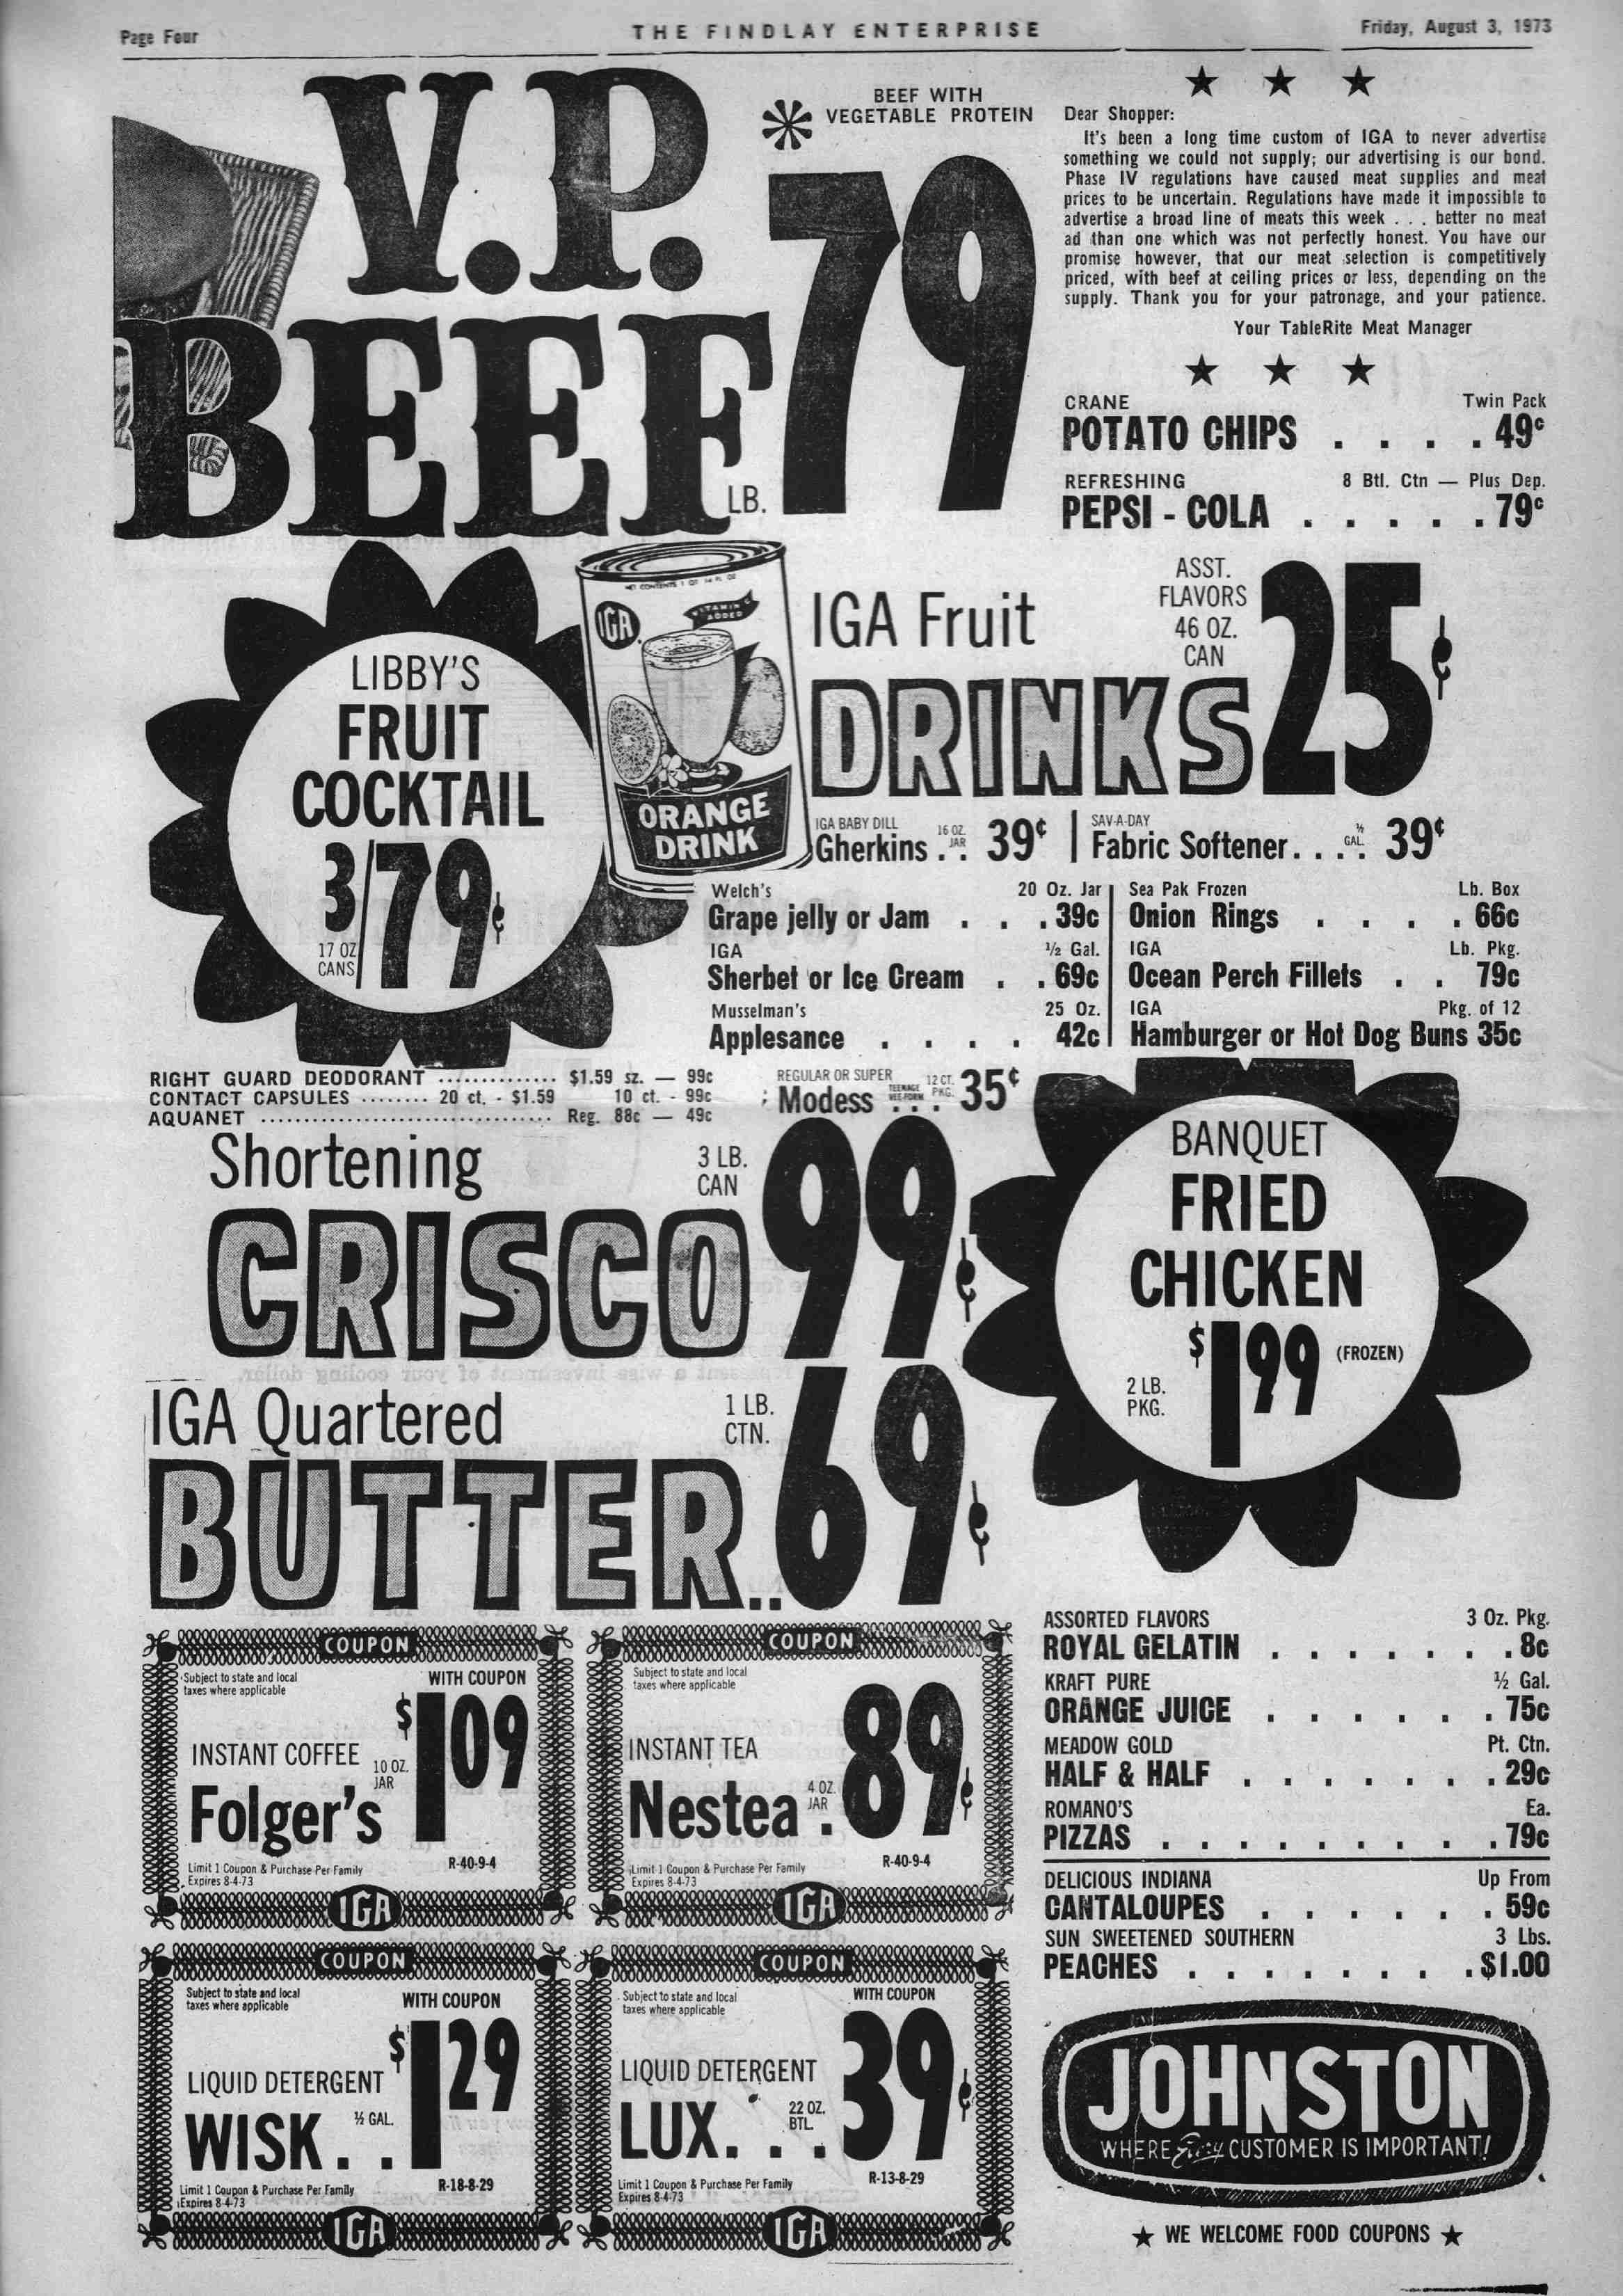 Page Four
THE FINDLAY ENTERPRISE
Friday, August 3, 1973
V.P.
BEEF
* BEEF WITH
VEGETABLE PROTEIN
LB.
79
★ ★ ★
Dear Shopper:
It's been a long time custom of IGA to never advertise
something we could not supply; our advertising is our bond.
Phase IV regulations have caused meat supplies and meat
prices to be uncertain. Regulations have made it impossible to
advertise a broad line of meats this week . . . better no meat
ad than one which was not perfectly honest. You have our
promise however, that our meat selection is competitively
priced, with beef at ceiling prices or less, depending on the
supply. Thank you for your patronage, and your patience.
Your TableRite Meat Manager
★ ★ ★
CRANE Twin Pack
POTATO CHIPS . . . . 49c
REFRESHING 8 Btl. Ctn — Plus Dep.
PEPSI - COLA . . . . . 79c
LIBBY'S
FRUIT
COCKTAIL
3/79¢
17 OZ
CANS
NET CONTENTS 1 QT 14 FL OZ
IGA
VITAMIN C
ADDED
ORANGE
DRINK
IGA Fruit
DRINKS
ASST.
FLAVORS
46 OZ.
CAN
25¢
IGA BABY DILL 16 OZ. JAR
Gherkins . . 39¢
SAV-A-DAY ½ GAL.
Fabric Softener. . . . 39¢
Welch's 20 Oz. Jar
Grape jelly or Jam . . . 39c
IGA ½ Gal.
Sherbet or Ice Cream . . 69c
Musselman's 25 Oz.
Applesance . . . . 42c
Sea Pak Frozen Lb. Box
Onion Rings . . . . 66c
IGA Lb. Pkg.
Ocean Perch Fillets . . 79c
IGA Pkg. of 12
Hamburger or Hot Dog Buns 35c
RIGHT GUARD DEODORANT .............. $1.59 sz. — 99c
CONTACT CAPSULES ........ 20 ct. - $1.59 10 ct. - 99c
AQUANET .................................. Reg. 88c — 49c
REGULAR OR SUPER 12 CT. PKG.
Modess TEENAGE VEE-FORM . . . 35¢
Shortening
CRISCO
3 LB.
CAN
99¢
IGA Quartered
BUTTER..
1 LB.
CTN.
69¢
BANQUET
FRIED
CHICKEN
$1.99 (FROZEN)
2 LB.
PKG.
COUPON
Subject to state and local
taxes where applicable
WITH COUPON
$1.09
INSTANT COFFEE
10 OZ.
JAR
Folger's
Limit 1 Coupon & Purchase Per Family
Expires 8-4-73
R-40-9-4
IGA
COUPON
Subject to state and local
taxes where applicable
INSTANT TEA
Nestea .
4 OZ.
JAR
89¢
Limit 1 Coupon & Purchase Per Family
Expires 8-4-73
R-40-9-4
IGA
COUPON
Subject to state and local
taxes where applicable
WITH COUPON
$1.29
LIQUID DETERGENT
WISK. .
½ GAL.
Limit 1 Coupon & Purchase Per Family
Expires 8-4-73
R-18-8-29
IGA
COUPON
Subject to state and local
taxes where applicable
WITH COUPON
LIQUID DETERGENT
LUX. . .
22 OZ.
BTL.
39¢
Limit 1 Coupon & Purchase Per Family
Expires 8-4-73
R-13-8-29
IGA
ASSORTED FLAVORS 3 Oz. Pkg.
ROYAL GELATIN . . . . . . . 8c
KRAFT PURE ½ Gal.
ORANGE JUICE . . . . . . 75c
MEADOW GOLD Pt. Ctn.
HALF & HALF . . . . . . . 29c
ROMANO'S Ea.
PIZZAS . . . . . . . . . 79c
DELICIOUS INDIANA Up From
CANTALOUPES . . . . . . 59c
SUN SWEETENED SOUTHERN 3 Lbs.
PEACHES . . . . . . . . $1.00
JOHNSTON
WHERE Every CUSTOMER IS IMPORTANT!
★ WE WELCOME FOOD COUPONS ★